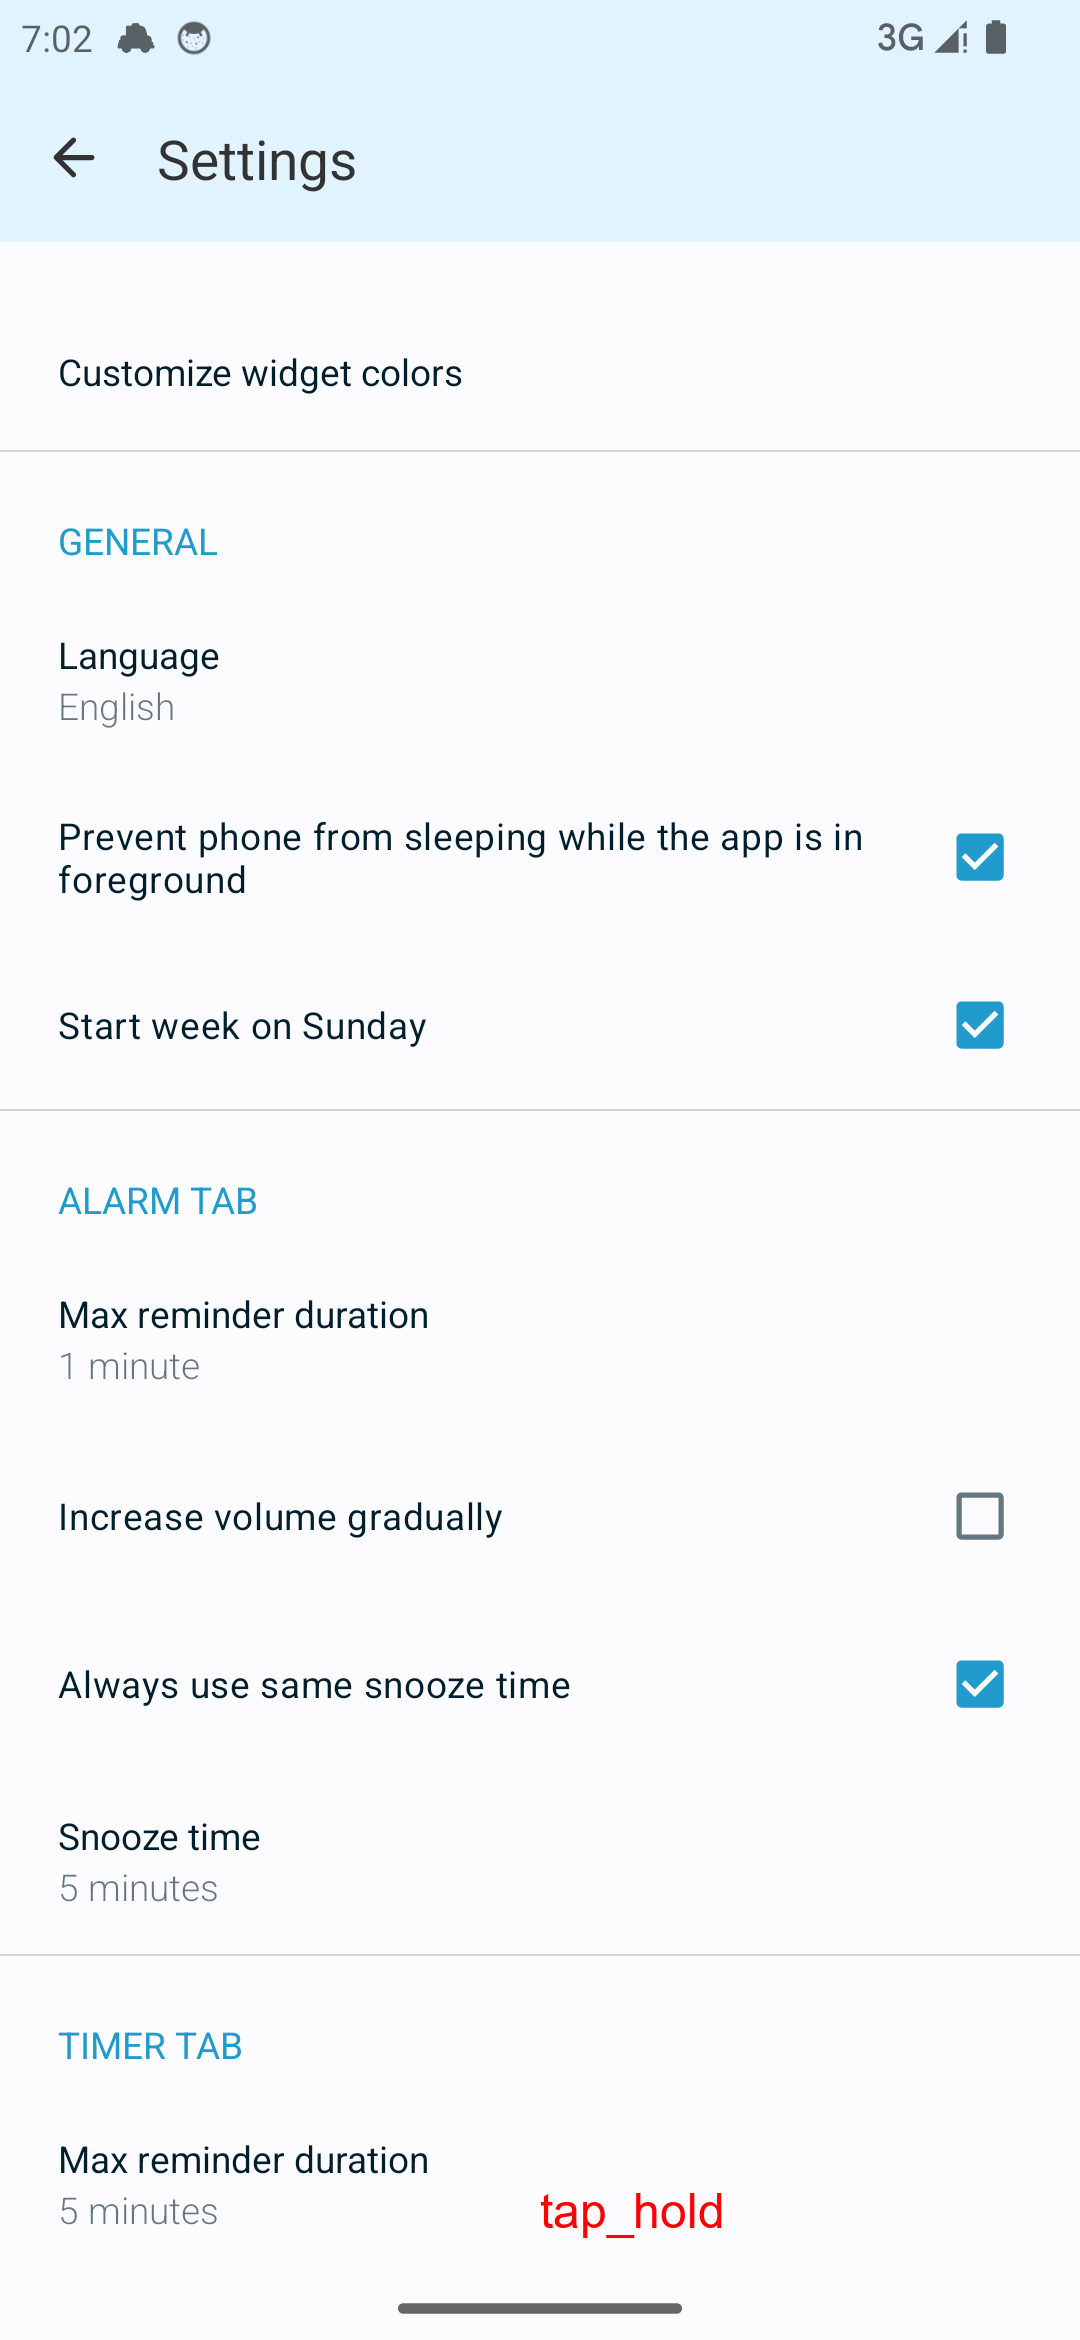 7:02
3G
Settings
Customize widget colors
GENERAL
Language
English
Prevent phone from sleeping while the app is in
foreground
Start week on Sunday
ALARM TAB
Max reminder duration
1 minute
Increase volume gradually
Always use same snooze time
Snooze time
5 minutes
TIMER TAB
Max reminder duration
5 minutes
tap_hold